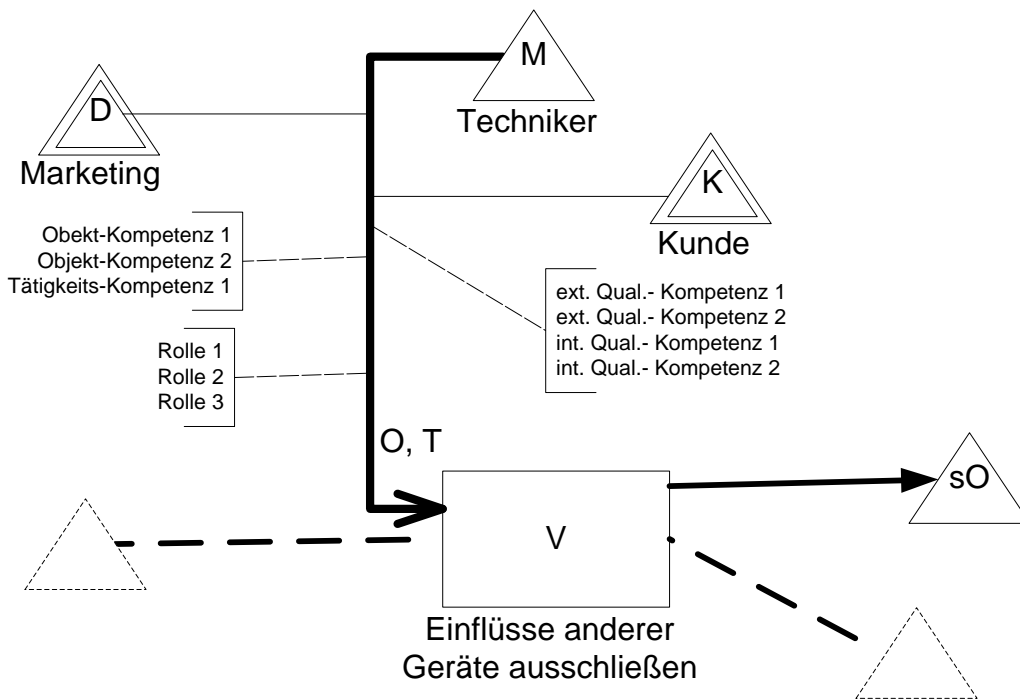 M
Techniker
D
Marketing
K
Kunde
Obekt-Kompetenz 1
Objekt-Kompetenz 2
Tätigkeits-Kompetenz 1
ext. Qual.- Kompetenz 1
ext. Qual.- Kompetenz 2
int. Qual.- Kompetenz 1
int. Qual.- Kompetenz 2
Rolle 1
Rolle 2
Rolle 3
O, T
sO
V
Einflüsse anderer
Geräte ausschließen